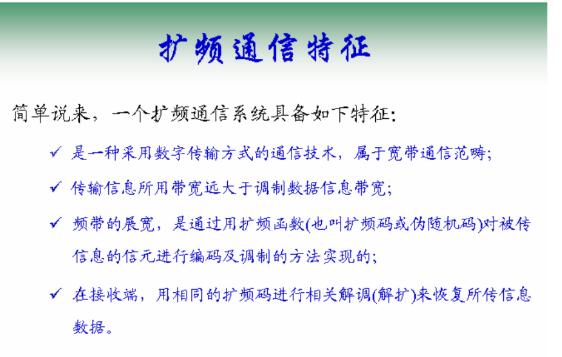 扩频通信特征
简单说来，一个扩频通信系统具备如下特征：
✓ 是一种采用数字传输方式的通信技术，属于宽带通信范畴；
✓ 传输信息所用带宽远大于调制数据信息带宽；
✓ 频带的展宽，是通过用扩频函数(也叫扩频码或伪随机码)对被传
信息的信元进行编码及调制的方法实现的；
✓ 在接收端，用相同的扩频码进行相关解调(解扩)来恢复所传信息
数据。